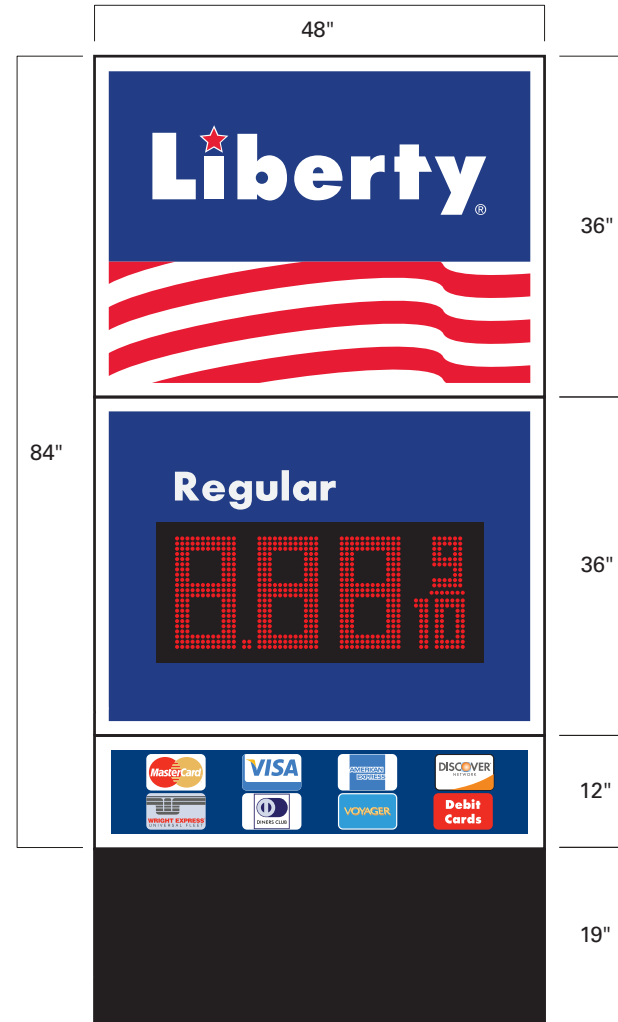 48"
Liberty®
36"
84"
Regular
36"
8.88 9/10
MasterCard
VISA
AMERICAN EXPRESS
DISCOVER
NETWORK
12"
WRIGHT EXPRESS
UNIVERSAL FLEET
DINERS CLUB
VOYAGER
Debit
Cards
19"